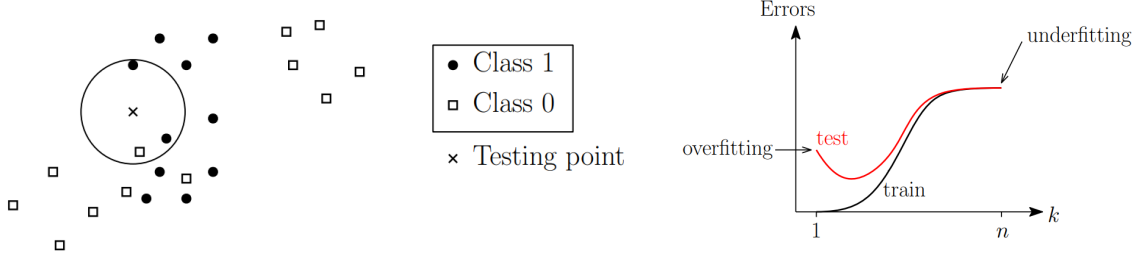 Class 1
Class 0
Testing point
Errors
underfitting
test
overfitting
train
k
1
n